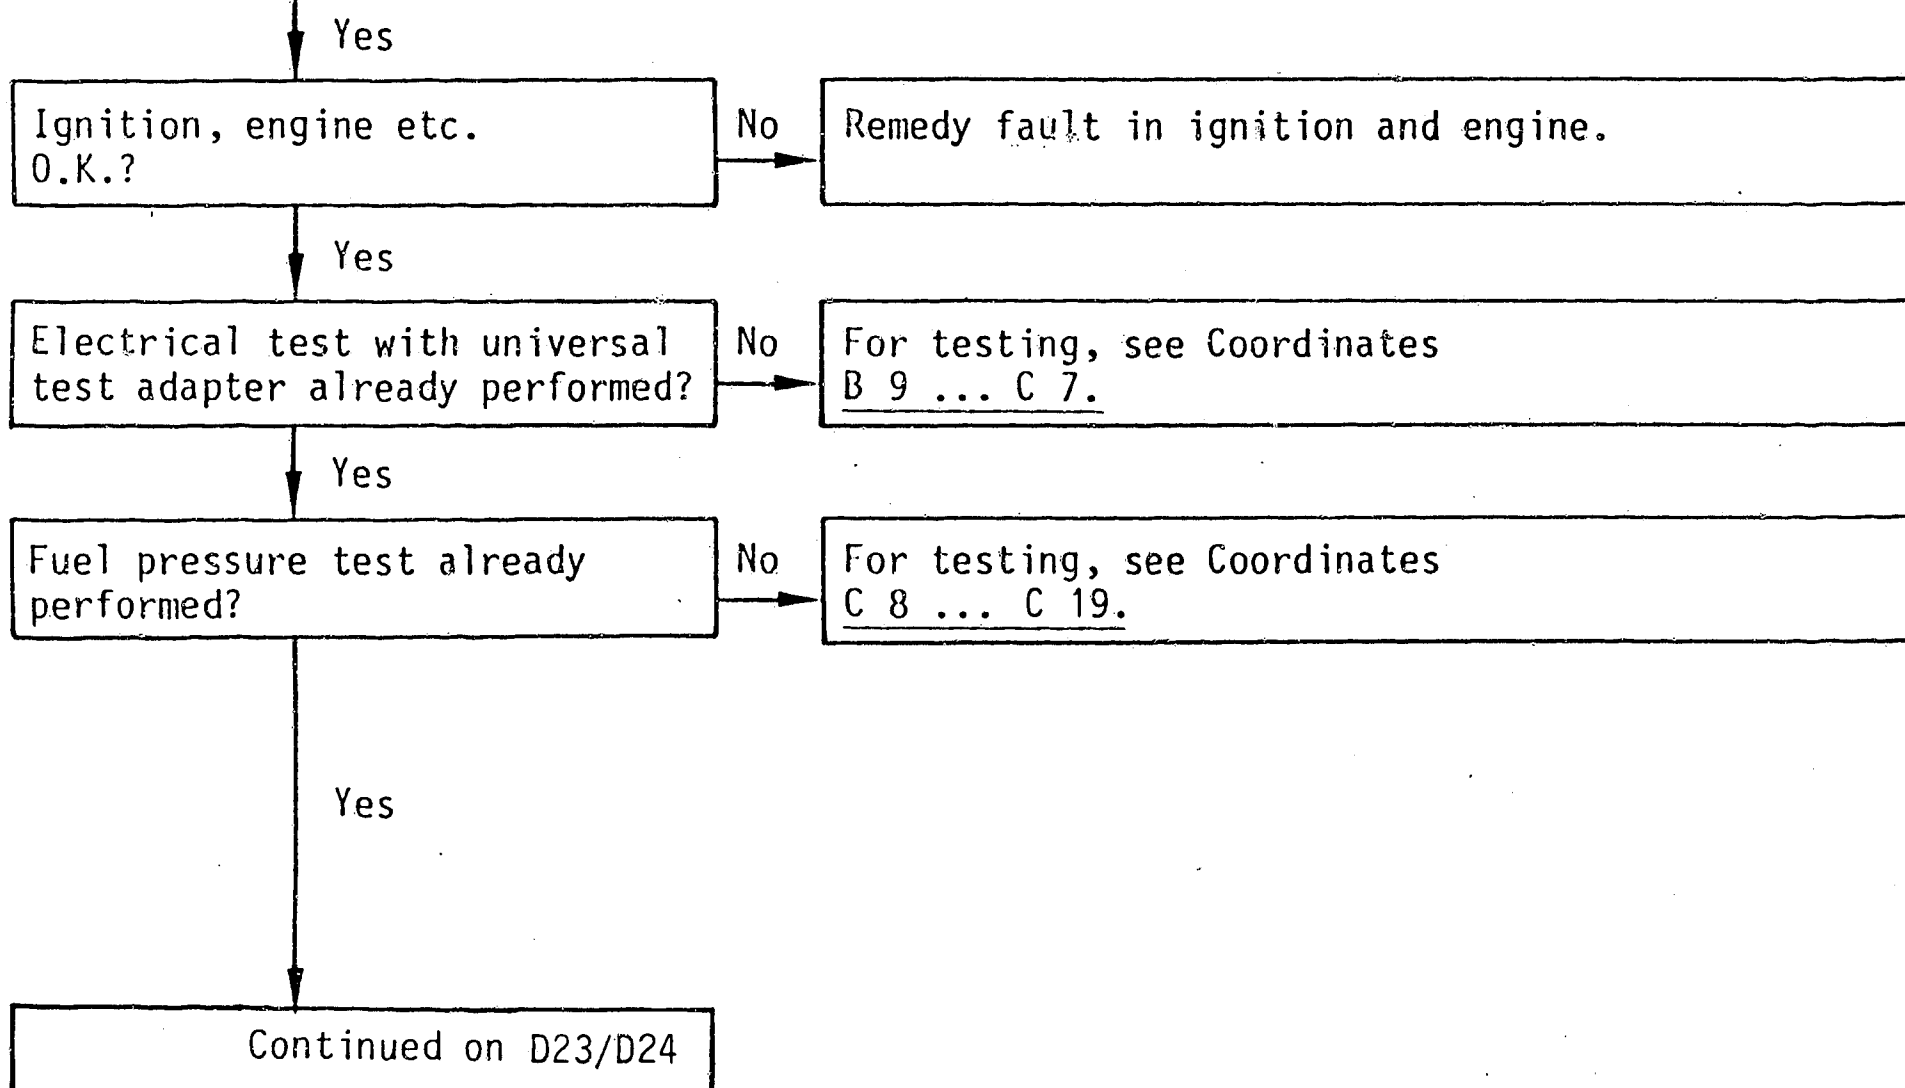 Yes
Ignition, engine etc.
O.K.?
No
Remedy fault in ignition and engine.
Yes
Electrical test with universal
test adapter already performed?
No
For testing, see Coordinates
B 9 ... C 7.
Yes
Fuel pressure test already
performed?
No
For testing, see Coordinates
C 8 ... C 19.
Yes
Continued on D23/D24